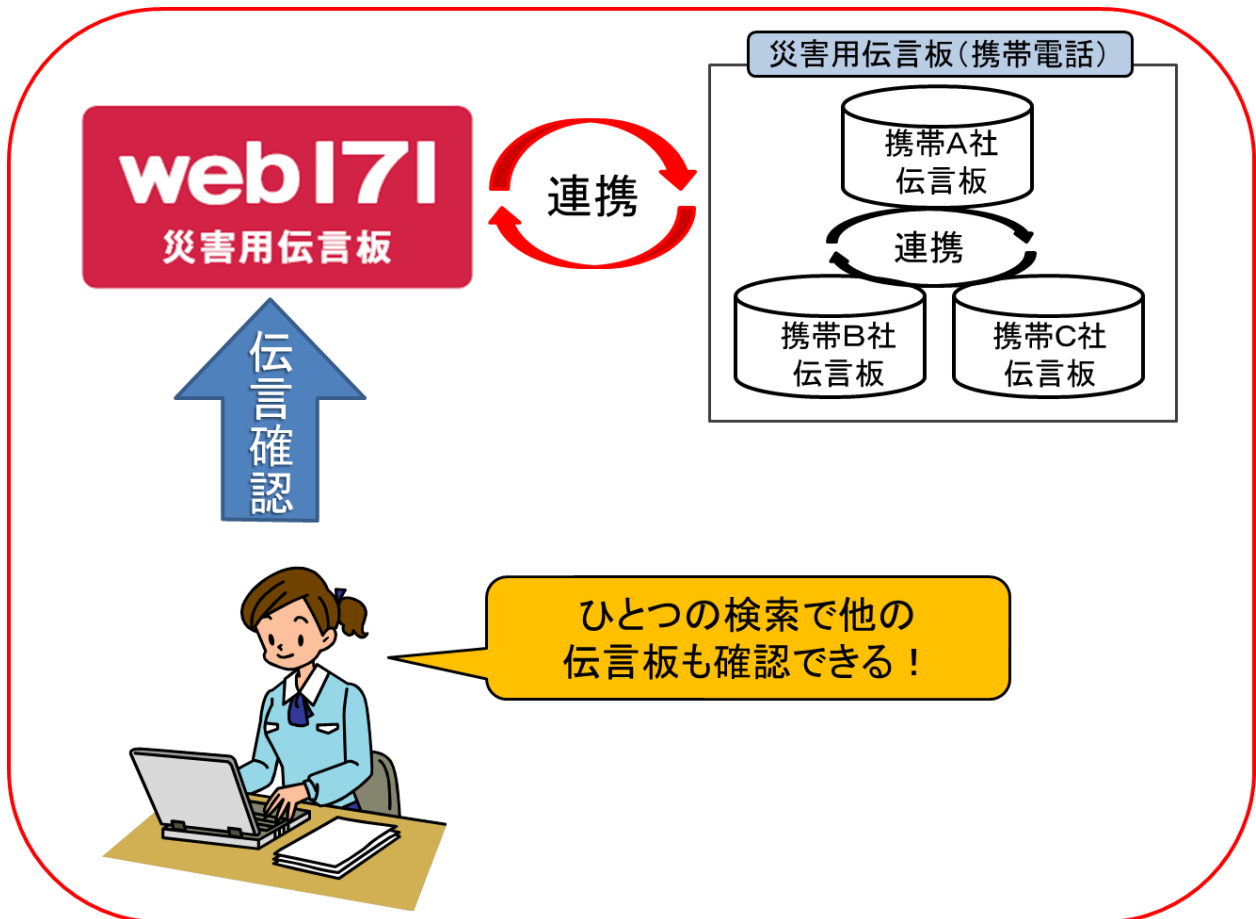 災害用伝言板(携帯電話)
web171
災害用伝言板
連携
携帯A社
伝言板
連携
携帯B社
伝言板
携帯C社
伝言板
伝言確認
ひとつの検索で他の
伝言板も確認できる!